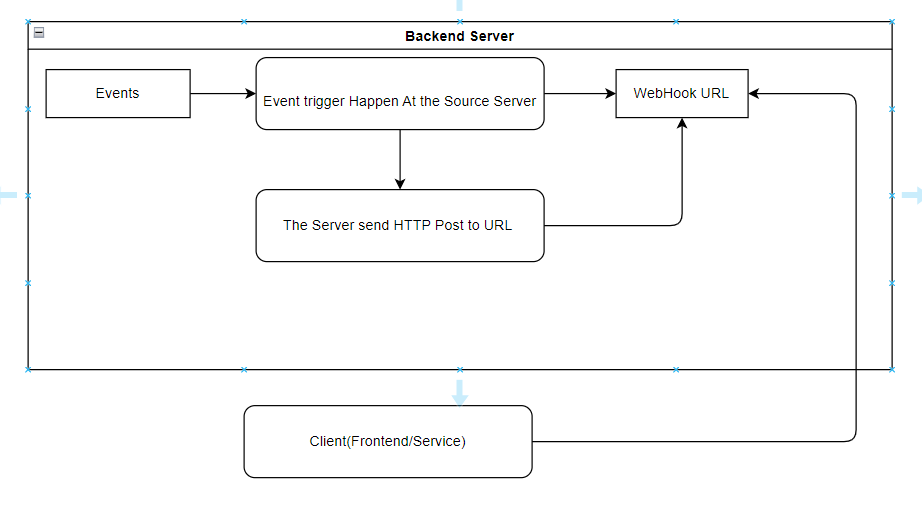 Backend Server
Events
Event trigger Happen At the Source Server
WebHook URL
The Server send HTTP Post to URL
Client(Frontend/Service)